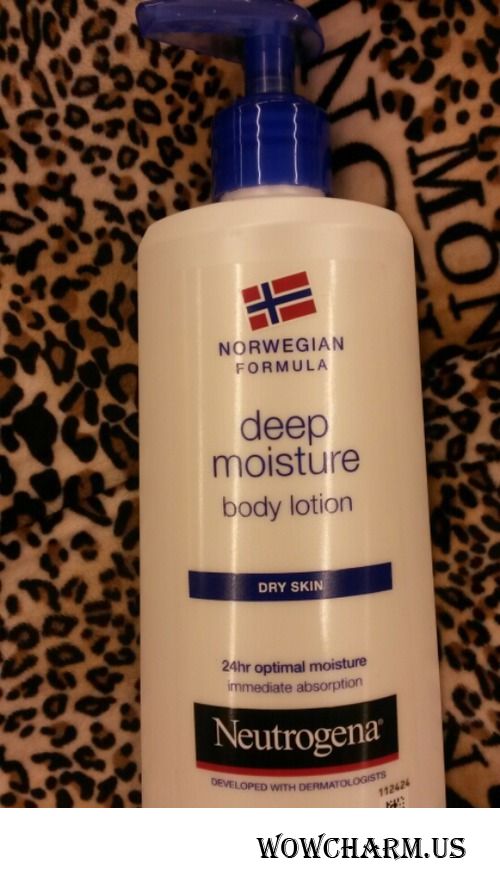 NORWEGIAN
FORMULA
deep
moisture
body lotion
DRY SKIN
24hr optimal moisture
immediate absorption
Neutrogena®
DEVELOPED WITH DERMATOLOGISTS
112424
WOWCHARM.US